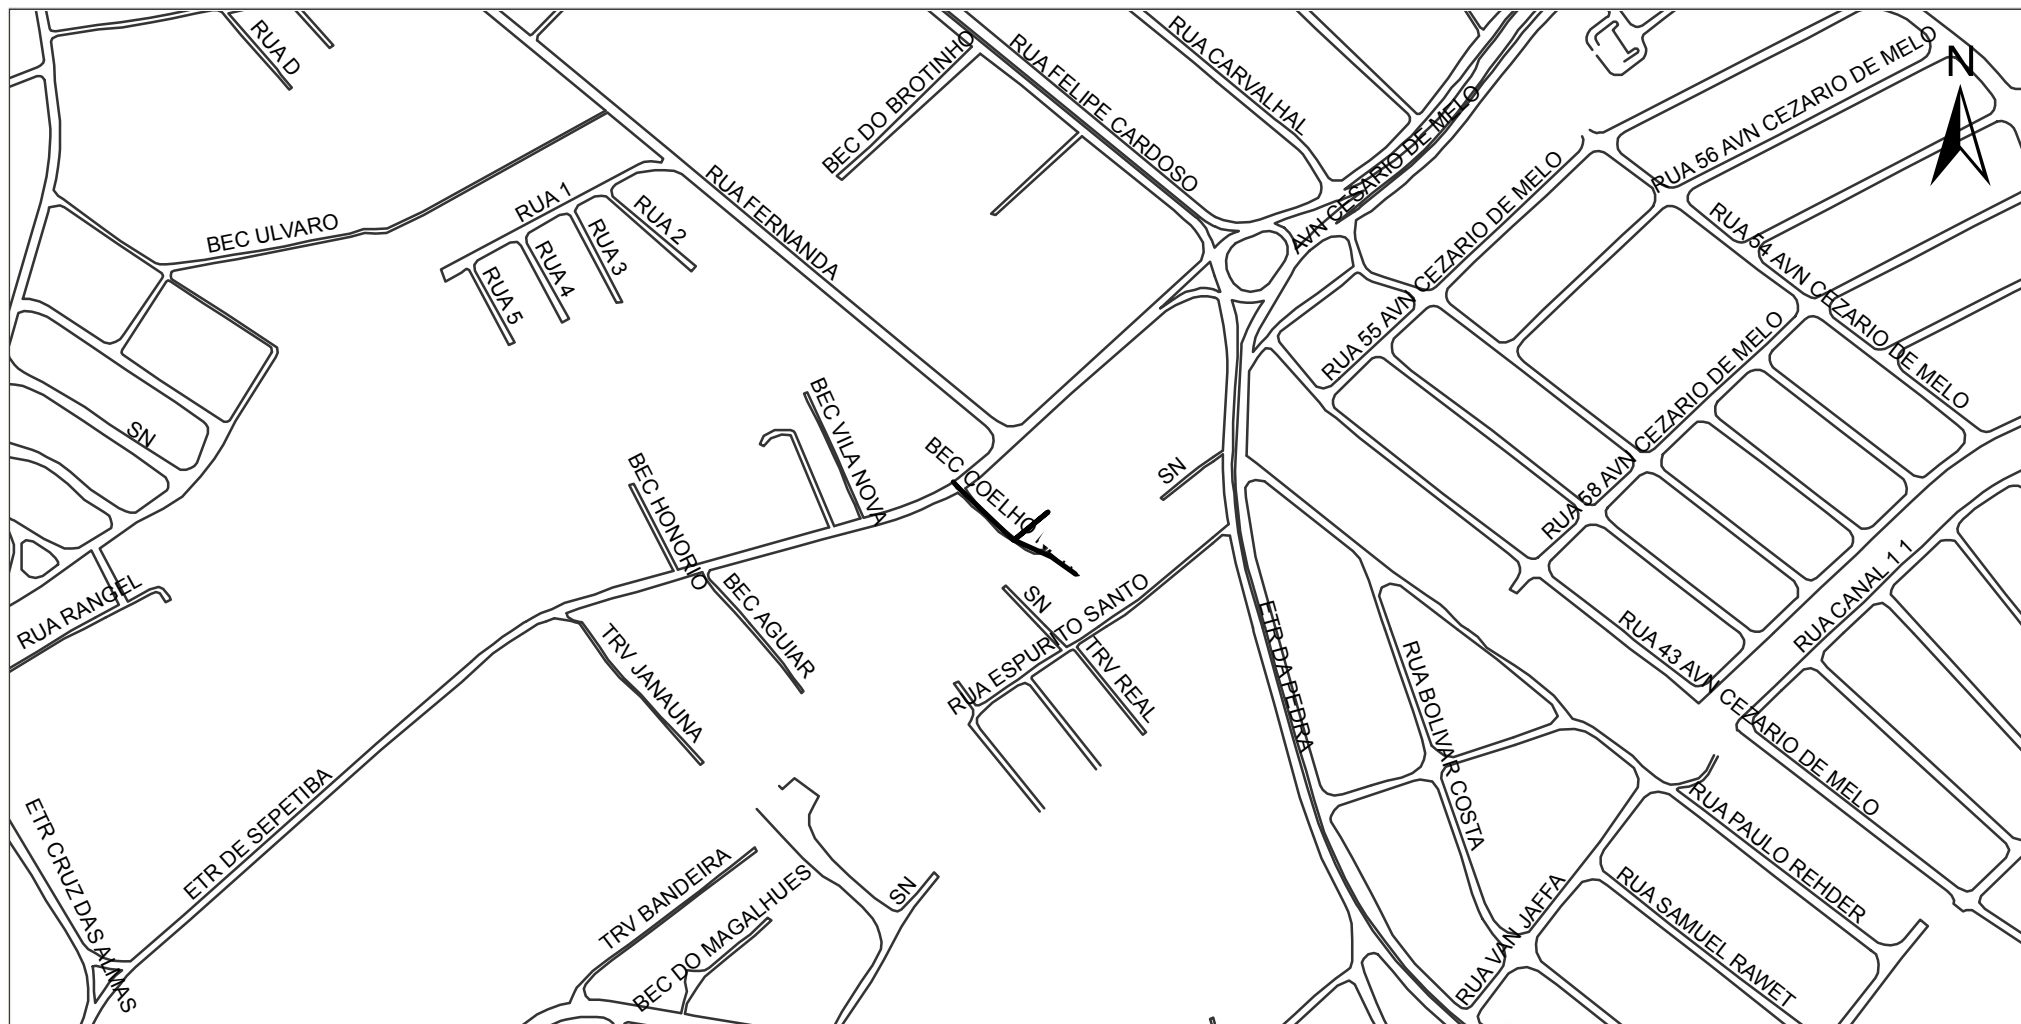 RUA D
BEC DO BROTINHO
RUA FELIPE CARDOSO
RUA CARVALHAL
AVN CESARIO DE MELO
RUA 56 AVN CEZARIO DE MELO
N
BEC ULVARO
RUA 1
RUA 2
RUA 3
RUA 4
RUA 5
RUA FERNANDA
RUA 55 AVN CEZARIO DE MELO
RUA 54 AVN CEZARIO DE MELO
RUA 58 AVN CEZARIO DE MELO
SN
BEC HONORIO
BEC VILA NOVA
BEC COELHO
SN
RUA RANGEL
BEC AGUIAR
TRV JANAUNA
SN
RUA ESPURITO SANTO
TRV REAL
ETR DA PEDRA
RUA BOLIVAR COSTA
RUA 43 AVN CEZARIO DE MELO
RUA CANAL 1 1
ETR CRUZ DAS ALMAS
ETR DE SEPETIBA
TRV BANDEIRA
BEC DO MAGALHUES
SN
RUA VAN JAFFA
RUA PAULO REHDER
RUA SAMUEL RAWET